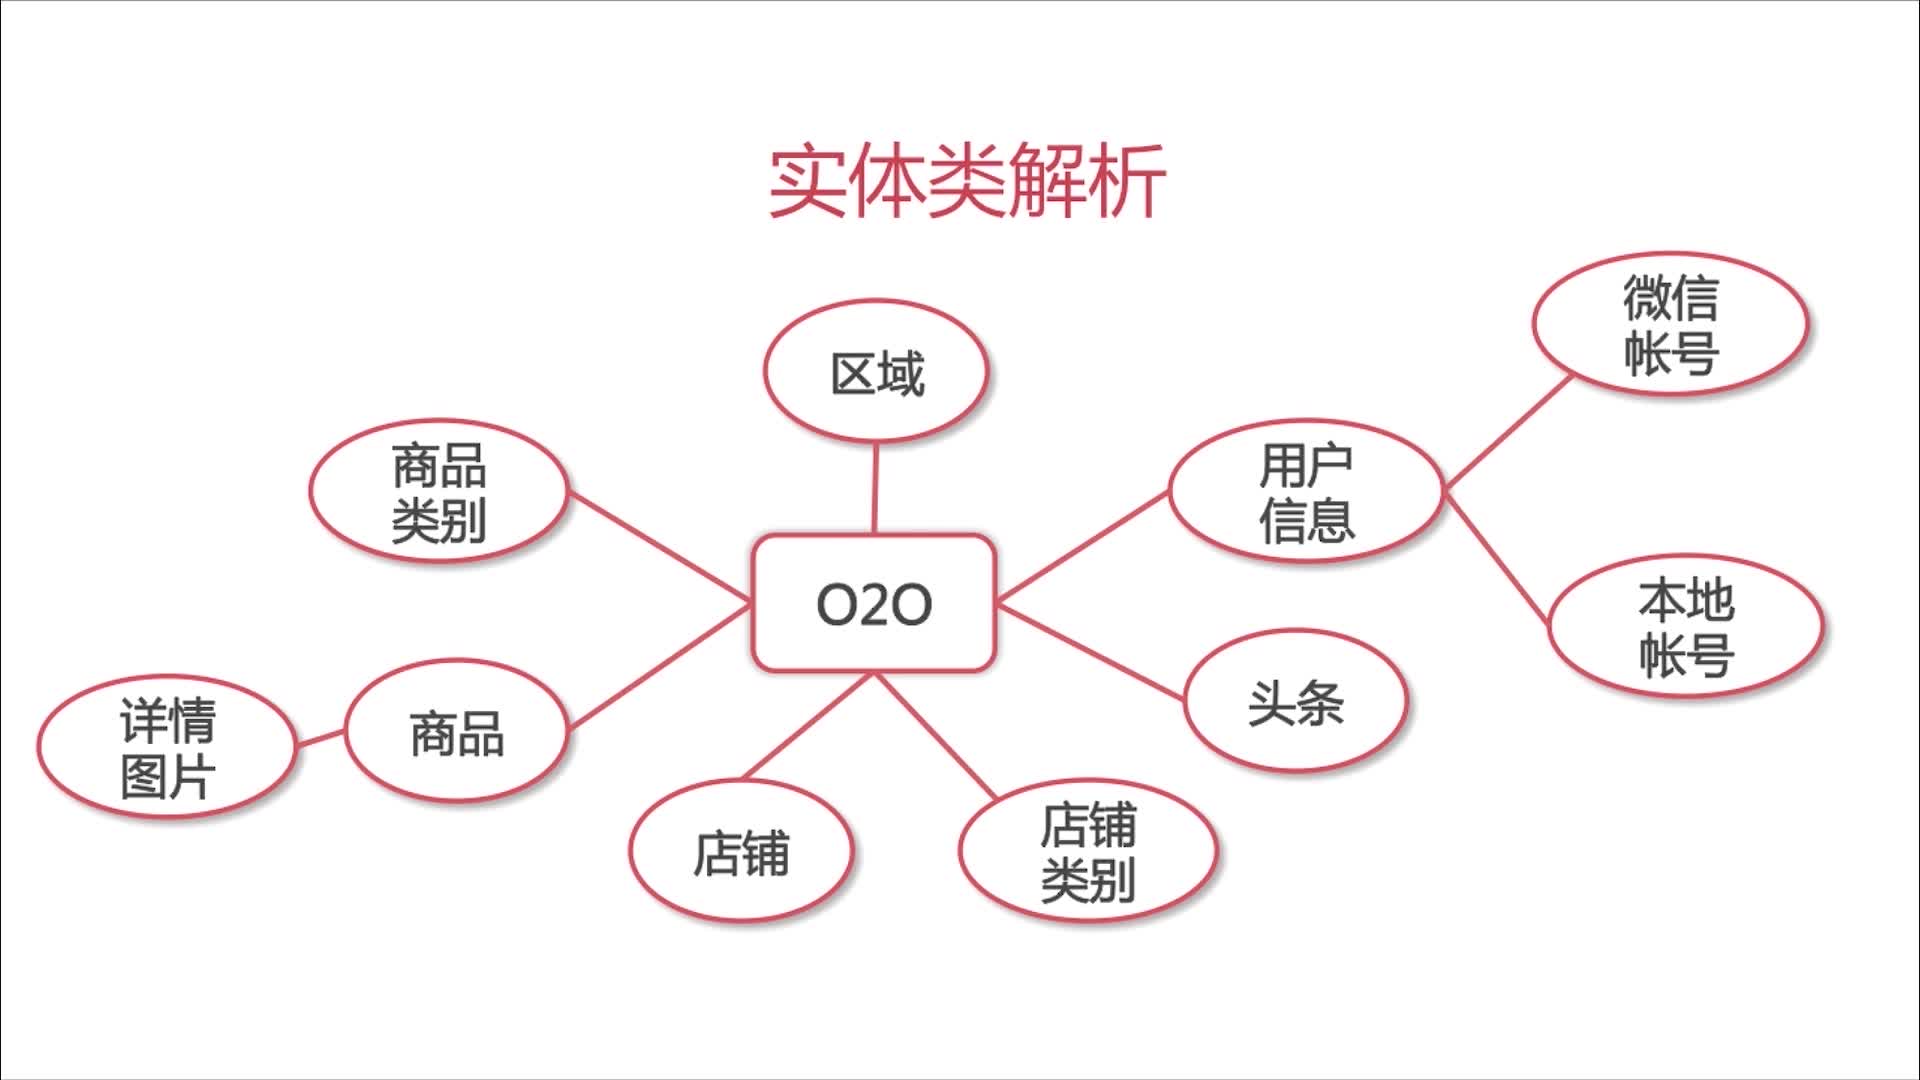 实体类解析
微信
帐号
区域
商品
类别
用户
信息
O2O
本地
帐号
头条
详情
图片
商品
店铺
店铺
类别